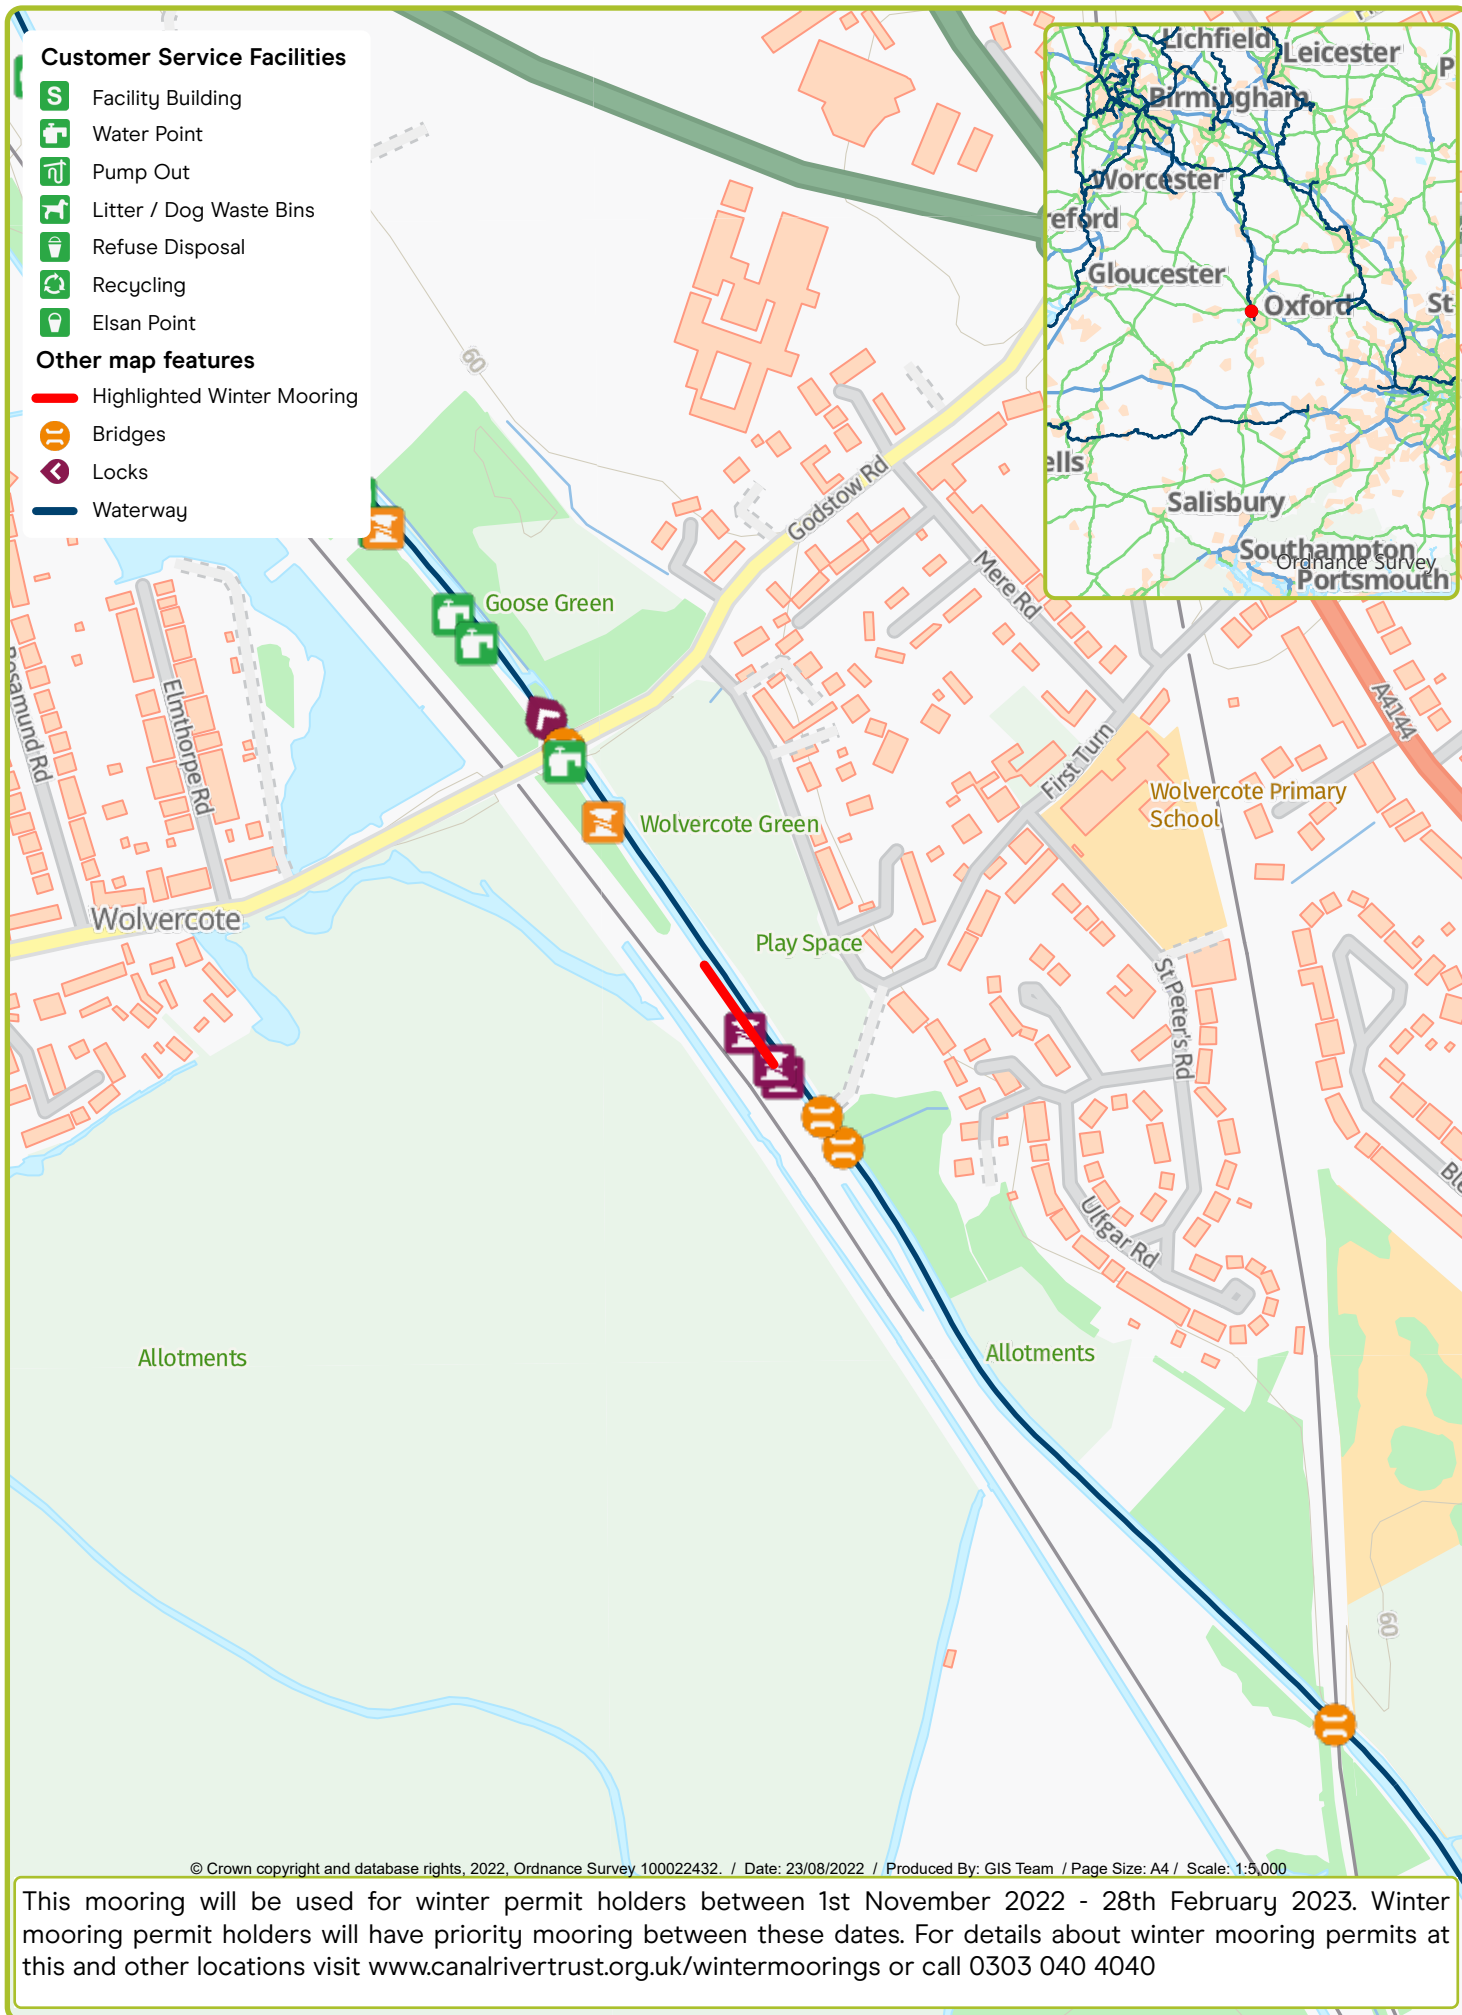 Customer Service Facilities
Facility Building
Water Point
Pump Out
Litter / Dog Waste Bins
Refuse Disposal
Recycling
Elsan Point
Other map features
Highlighted Winter Mooring
Bridges
Locks
Waterway
Lichfield
Leicester
P
Birmingham
Worcester
reford
Gloucester
Oxford
St
ells
Salisbury
Southampton
Ordnance Survey
Portsmouth
60
Godstow Rd
Mere Rd
Goose Green
A4144
Rosamund Rd
Elmthorpe Rd
First Turn
Wolvercote Primary
School
Wolvercote Green
Wolvercote
Play Space
St Peter's Rd
Ble
Ulfgar Rd
Allotments
Allotments
60
© Crown copyright and database rights, 2022, Ordnance Survey 100022432. / Date: 23/08/2022 / Produced By: GIS Team / Page Size: A4 / Scale: 1:5,000
This mooring will be used for winter permit holders between 1st November 2022 - 28th February 2023. Winter
mooring permit holders will have priority mooring between these dates. For details about winter mooring permits at
this and other locations visit www.canalrivertrust.org.uk/wintermoorings or call 0303 040 4040